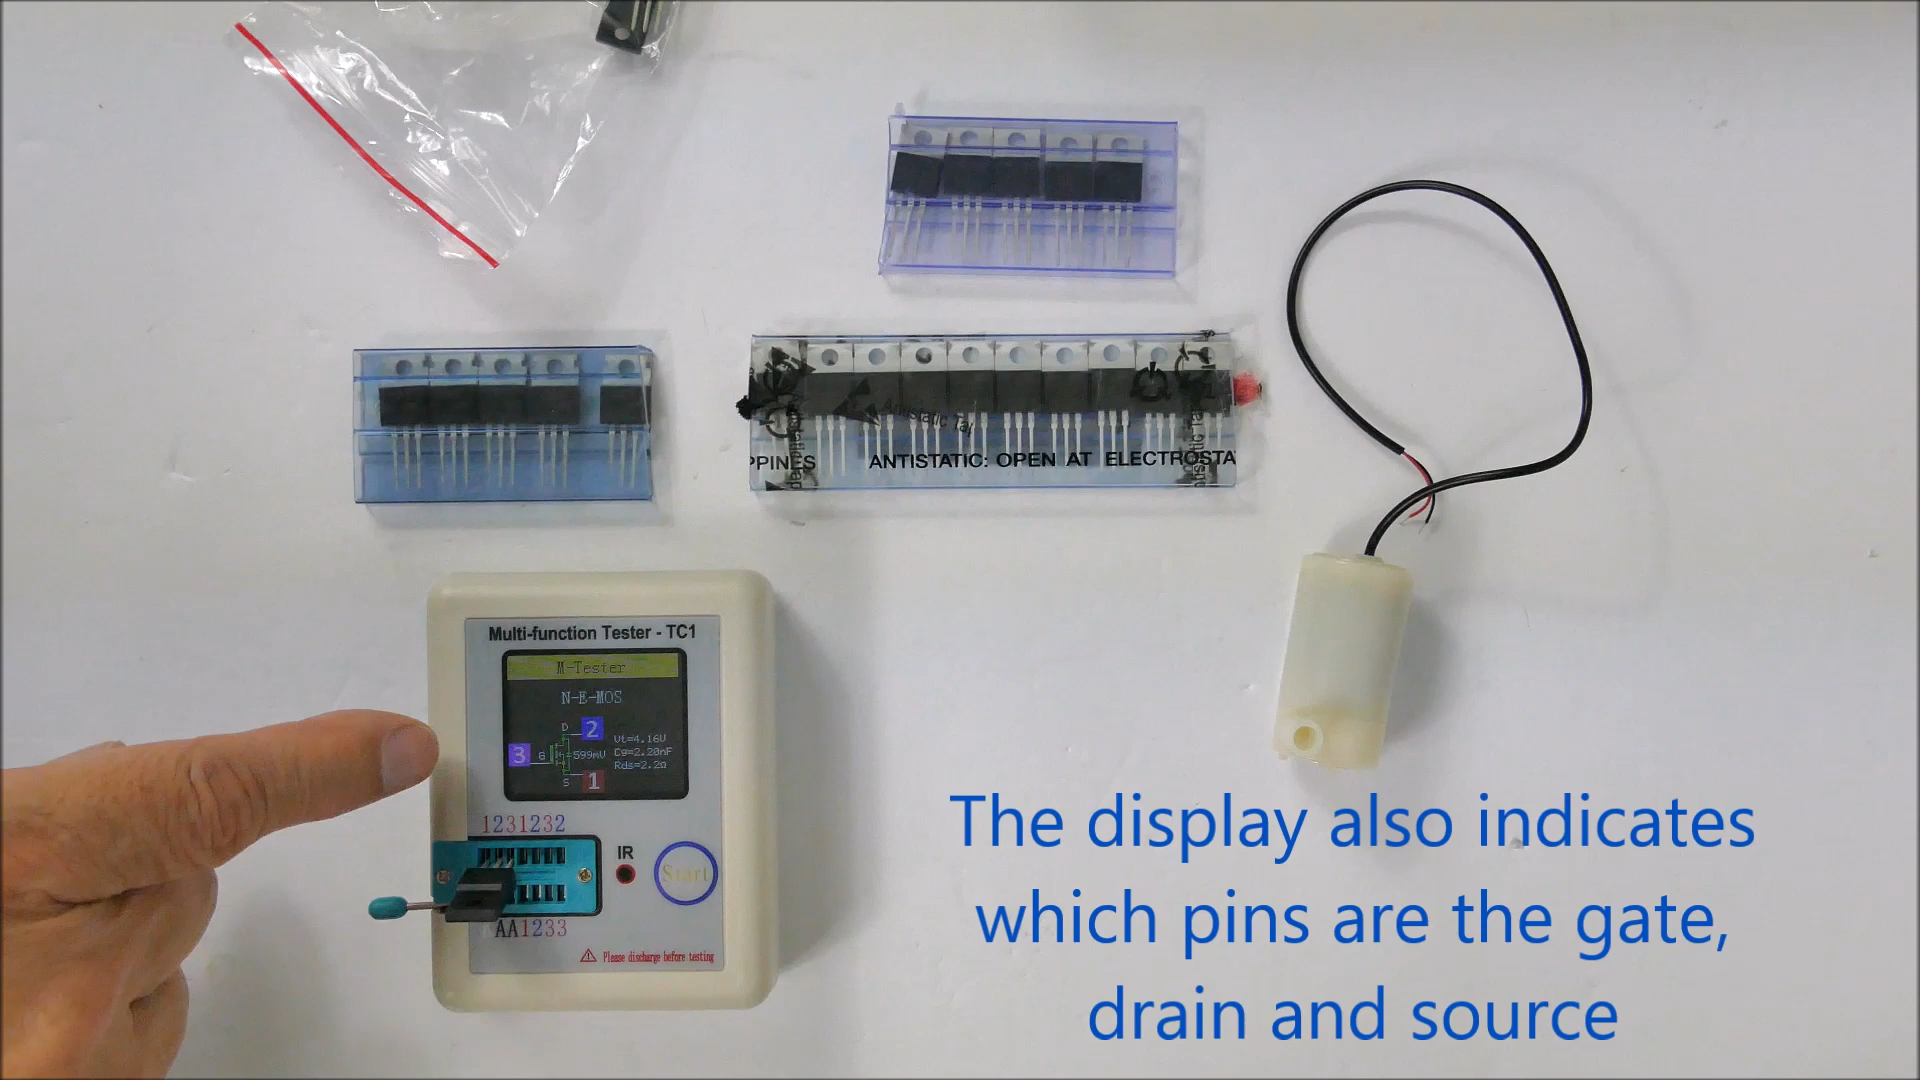 Antistatic Ta
PPINES
ANTISTATIC: OPEN AT ELECTROSTA
Multi-function Tester - TC1
M-Tester
N-E-MOS
D 2
Vt=4.16V
3 G 599mV Cg=2.20nF
Rds=2.2Ω
S 1
1231232
IR
Start
AA1233
Please discharge before testing
The display also indicates
which pins are the gate,
drain and source